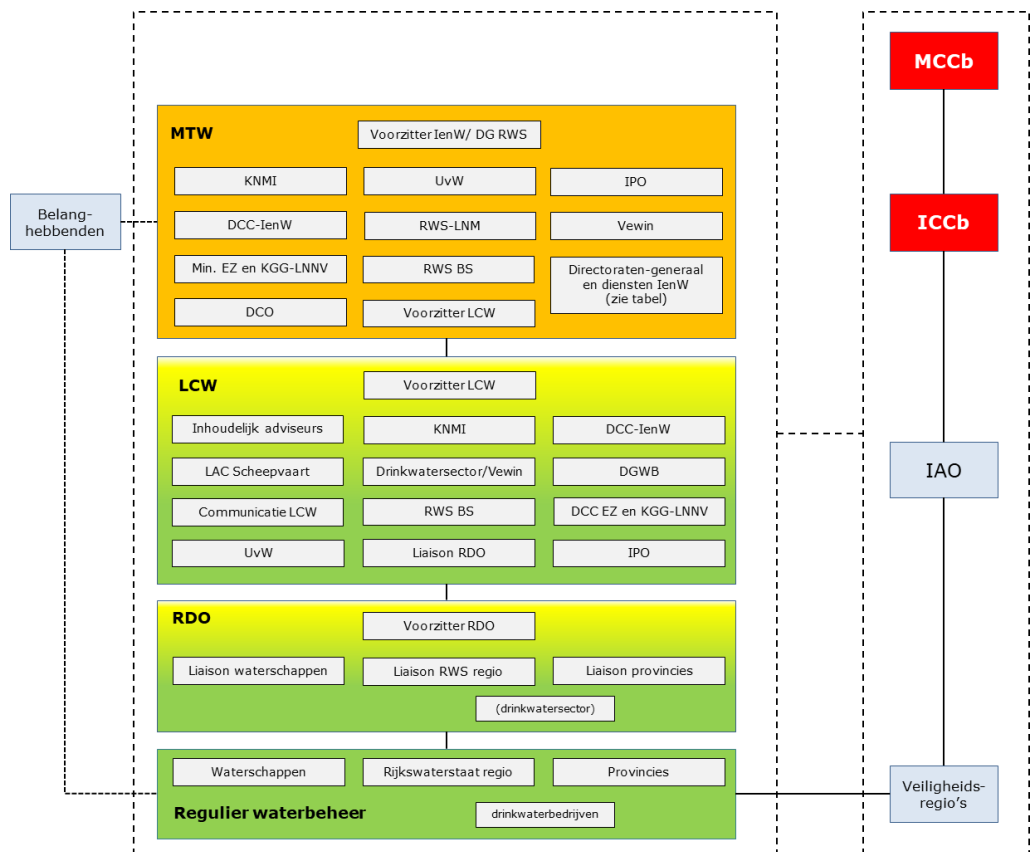 MCCb
ICCb
IAO
Veiligheids-
regio's
Belang-
hebbenden
MTW
Voorzitter IenW/ DG RWS
KNMI
UvW
IPO
DCC-IenW
RWS-LNM
Vewin
Min. EZ en KGG-LNNV
RWS BS
Directoraten-generaal
en diensten IenW
(zie tabel)
DCO
Voorzitter LCW
LCW
Voorzitter LCW
Inhoudelijk adviseurs
KNMI
DCC-IenW
LAC Scheepvaart
Drinkwatersector/Vewin
DGWB
Communicatie LCW
RWS BS
DCC EZ en KGG-LNNV
UvW
Liaison RDO
IPO
RDO
Voorzitter RDO
Liaison waterschappen
Liaison RWS regio
Liaison provincies
(drinkwatersector)
Waterschappen
Rijkswaterstaat regio
Provincies
Regulier waterbeheer
drinkwaterbedrijven